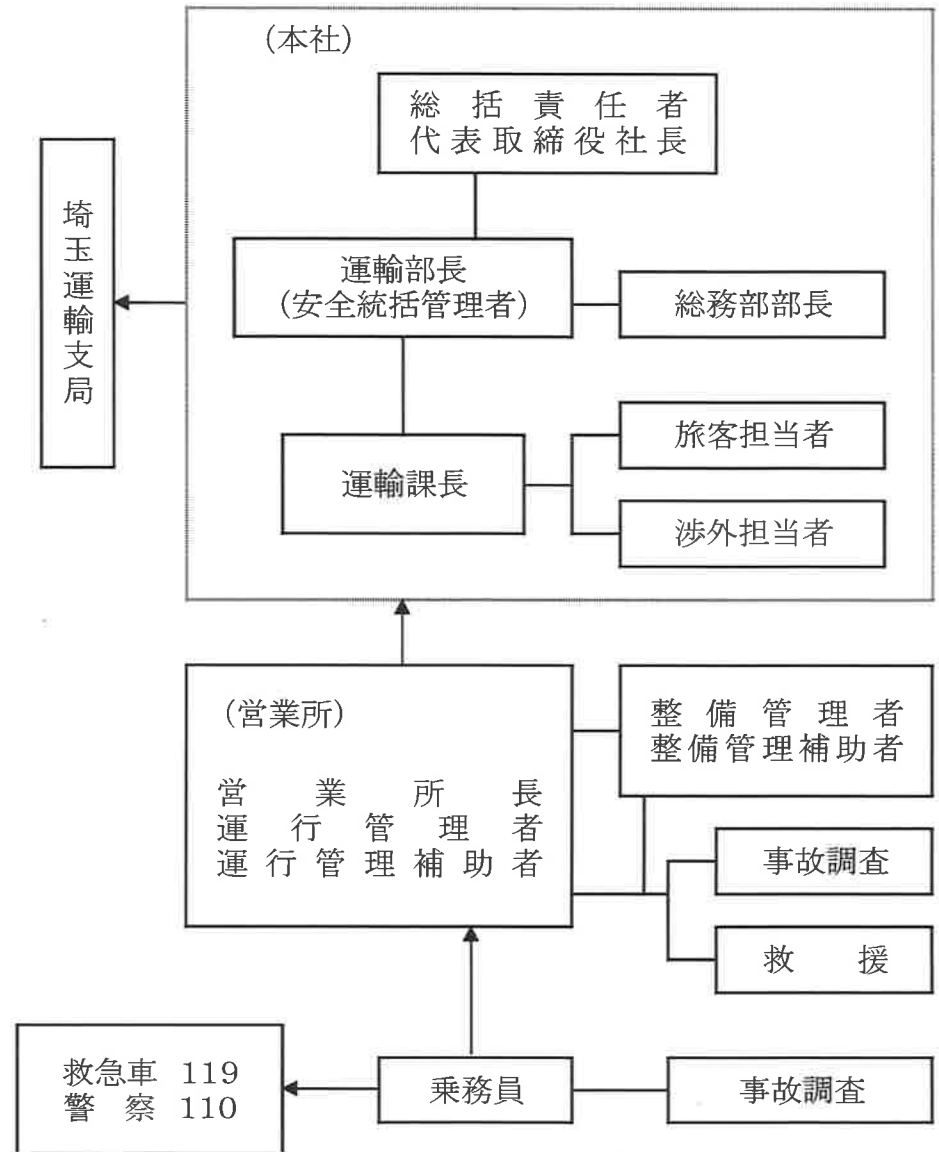 (本社)
総括責任者
代表取締役社長
埼玉運輸支局
運輸部長
(安全統括管理者)
総務部部長
旅客担当者
運輸課長
渉外担当者
(営業所)
営業所長
運行管理者
運行管理補助者
整備管理者
整備管理補助者
事故調査
救援
救急車 119
警察 110
乗務員
事故調査